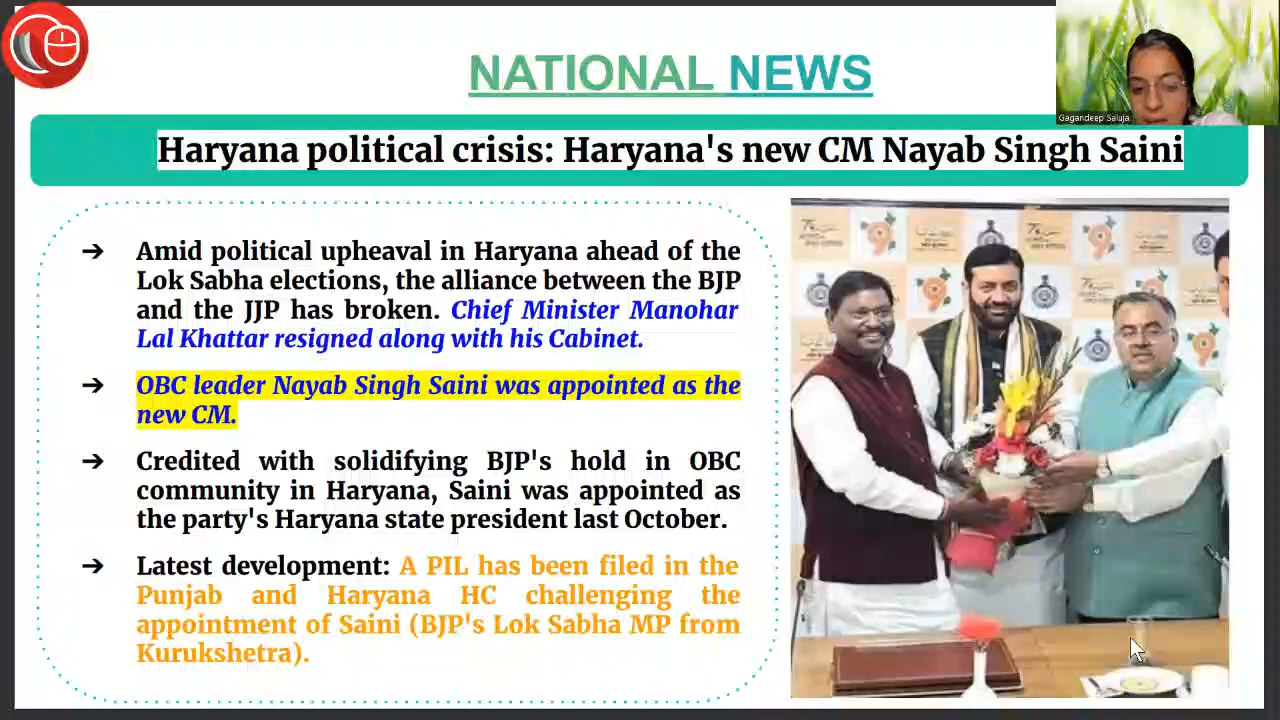 NATIONAL NEWS
Gagandeep Saluja
Haryana political crisis: Haryana's new CM Nayab Singh Saini
➔ Amid political upheaval in Haryana ahead of the
Lok Sabha elections, the alliance between the BJP
and the JJP has broken. Chief Minister Manohar
Lal Khattar resigned along with his Cabinet.
➔ OBC leader Nayab Singh Saini was appointed as the
new CM.
➔ Credited with solidifying BJP's hold in OBC
community in Haryana, Saini was appointed as
the party's Haryana state president last October.
➔ Latest development: A PIL has been filed in the
Punjab and Haryana HC challenging the
appointment of Saini (BJP's Lok Sabha MP from
Kurukshetra).